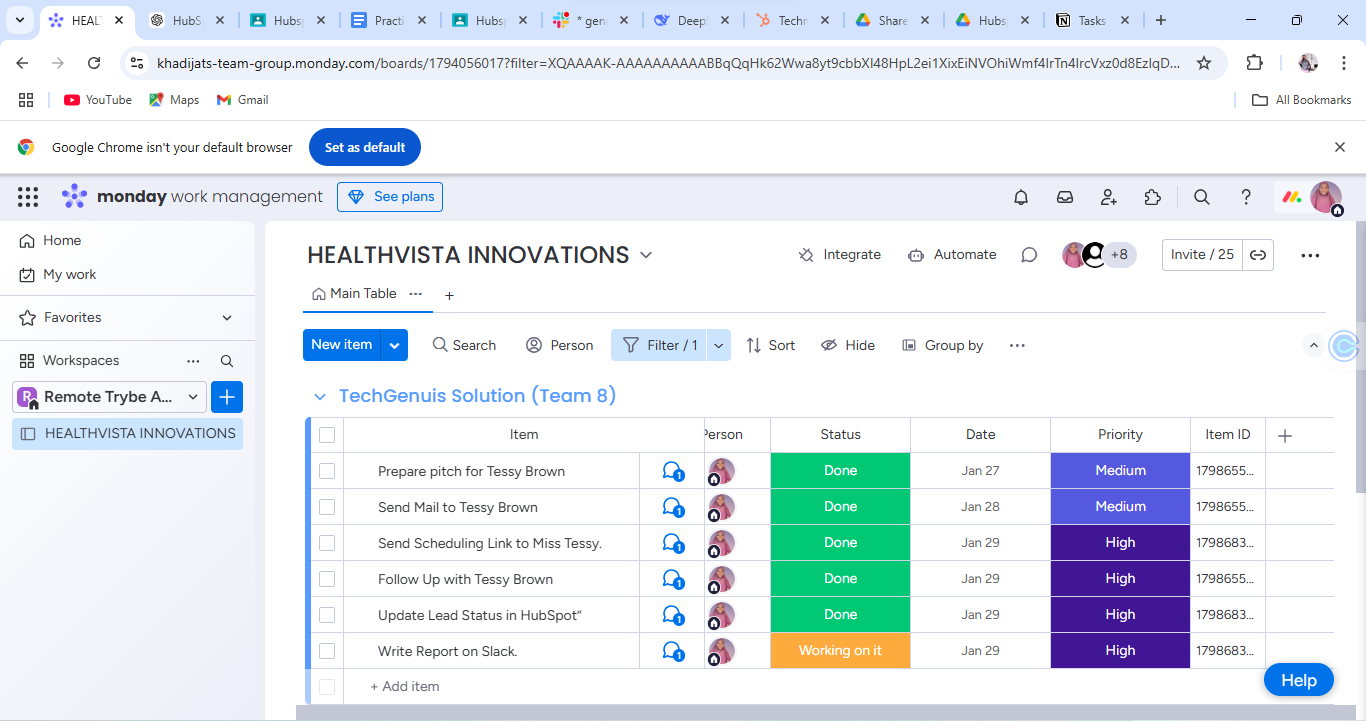 HEAL
HubS
Hubs
Practi
Hubs
* gen
Deep
Techn
Share
Hubs
Tasks
khadijats-team-group.monday.com/boards/1794056017?filter=XQAAAAK-AAAAAAAAAABBqQqHk62Wwa8yt9cbbXI48HpL2ei1XixEiNVOhiWmf4IrTn4IrcVxz0d8EzIqD...
YouTube
Maps
Gmail
All Bookmarks
Google Chrome isn't your default browser
Set as default
monday work management
See plans
Home
My work
Favorites
Workspaces
R
Remote Trybe A...
HEALTHVISTA INNOVATIONS
HEALTHVISTA INNOVATIONS
Integrate
Automate
+8
Invite / 25
Main Table
New item
Search
Person
Filter / 1
Sort
Hide
Group by
TechGenuis Solution (Team 8)
Item Person Status Date Priority Item ID
Prepare pitch for Tessy Brown 1 Done Jan 27 Medium 1798655...
Send Mail to Tessy Brown 1 Done Jan 28 Medium 1798655...
Send Scheduling Link to Miss Tessy. 1 Done Jan 29 High 1798683...
Follow Up with Tessy Brown 1 Done Jan 29 High 1798655...
Update Lead Status in HubSpot” 1 Done Jan 29 High 1798683...
Write Report on Slack. 1 Working on it Jan 29 High 1798683...
+ Add item
Help